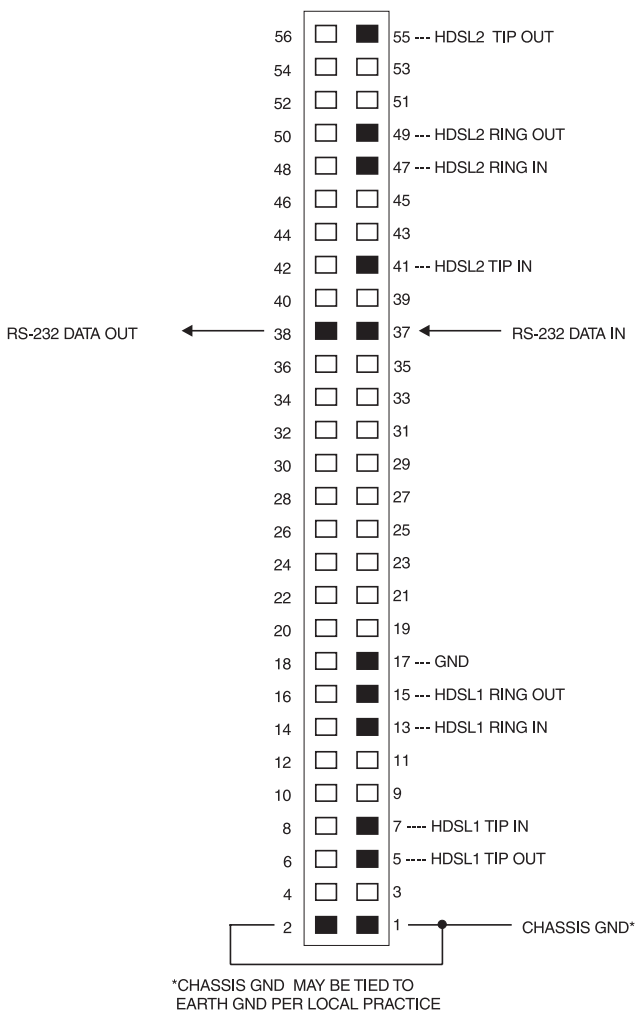 56 55 --- HDSL2 TIP OUT
54 53
52 51
50 49 --- HDSL2 RING OUT
48 47 --- HDSL2 RING IN
46 45
44 43
42 41 --- HDSL2 TIP IN
40 39
RS-232 DATA OUT 38 37 RS-232 DATA IN
36 35
34 33
32 31
30 29
28 27
26 25
24 23
22 21
20 19
18 17 --- GND
16 15 --- HDSL1 RING OUT
14 13 --- HDSL1 RING IN
12 11
10 9
8 7 ---- HDSL1 TIP IN
6 5 ---- HDSL1 TIP OUT
4 3
2 1 CHASSIS GND*
*CHASSIS GND MAY BE TIED TO
EARTH GND PER LOCAL PRACTICE